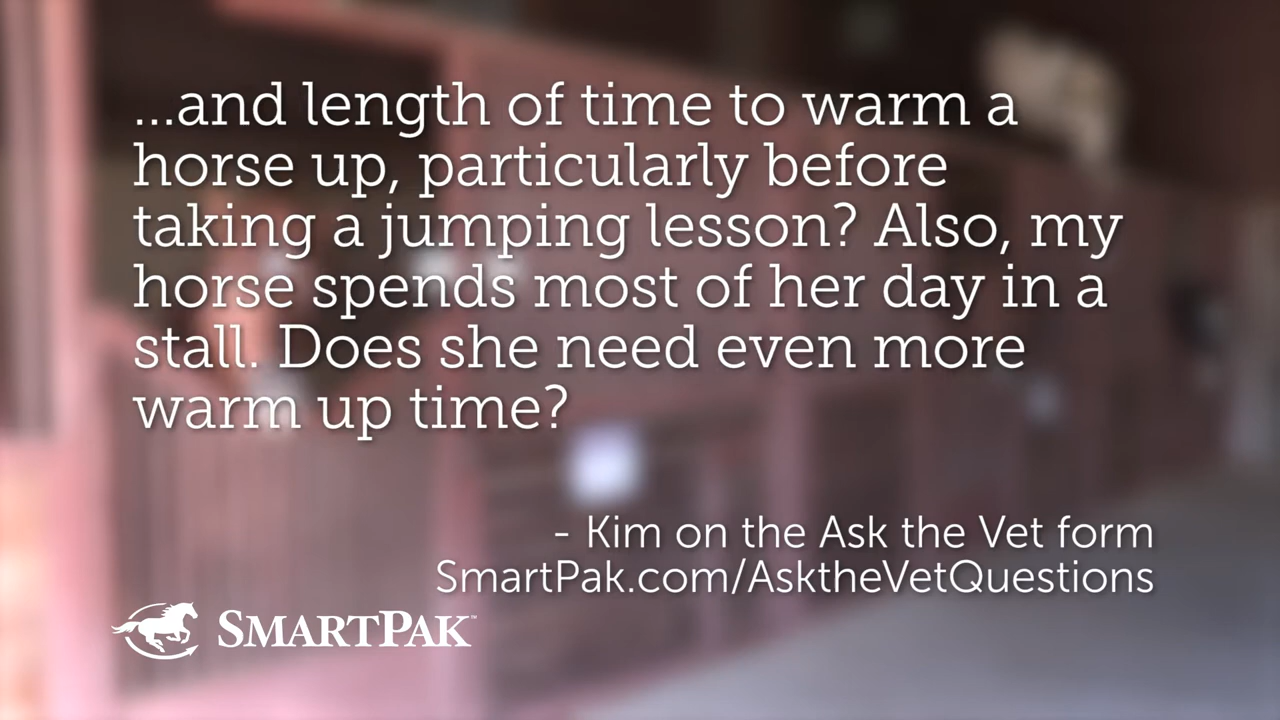 ...and length of time to warm a
horse up, particularly before
taking a jumping lesson? Also, my
horse spends most of her day in a
stall. Does she need even more
warm up time?
- Kim on the Ask the Vet form
SmartPak.com/AsktheVetQuestions
SMARTPAK™